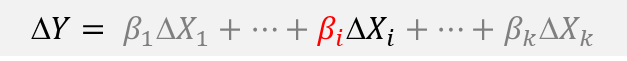 ΔY = β₁ΔX₁ + ⋯ + βᵢΔXᵢ + ⋯ + βₖΔXₖ